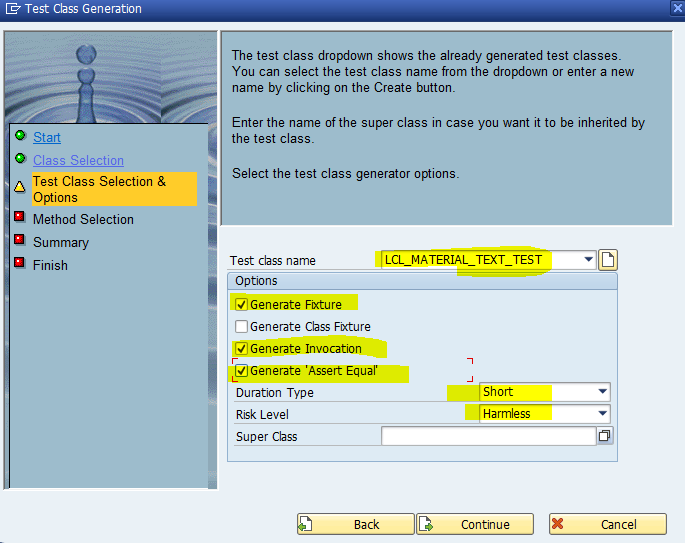 Test Class Generation
The test class dropdown shows the already generated test classes.
You can select the test class name from the dropdown or enter a new
name by clicking on the Create button.
Enter the name of the super class in case you want it to be inherited by
the test class.
Select the test class generator options.
Start
Class Selection
Test Class Selection &
Options
Method Selection
Summary
Finish
Test class name LCL_MATERIAL_TEXT_TEST
Options
Generate Fixture
Generate Class Fixture
Generate Invocation
Generate 'Assert Equal'
Duration Type Short
Risk Level Harmless
Super Class
Back Continue Cancel